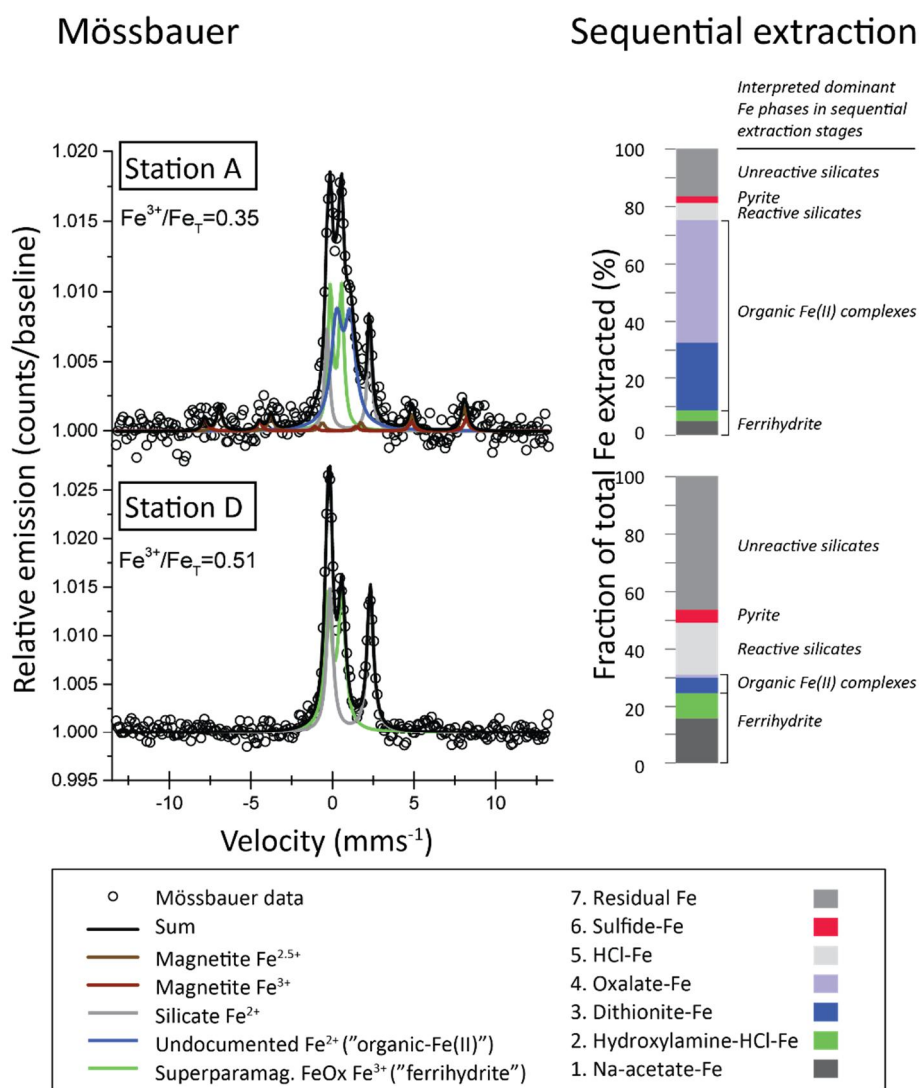 Mössbauer
Sequential extraction
Interpreted dominant
Fe phases in sequential
extraction stages
Station A
Fe³⁺/Fe_T=0.35
1.020
1.015
1.010
1.005
1.000
Station D
Fe³⁺/Fe_T=0.51
1.025
1.020
1.015
1.010
1.005
1.000
0.995
Relative emission (counts/baseline)
-10
-5
0
5
10
Velocity (mms⁻¹)
Fraction of total Fe extracted (%)
100
80
60
40
20
0
Unreactive silicates
Pyrite
Reactive silicates
Organic Fe(II) complexes
Ferrihydrite
100
80
60
40
20
0
Unreactive silicates
Pyrite
Reactive silicates
Organic Fe(II) complexes
Ferrihydrite
Mössbauer data
Sum
Magnetite Fe²·⁵⁺
Magnetite Fe³⁺
Silicate Fe²⁺
Undocumented Fe²⁺ ("organic-Fe(II)")
Superparamag. FeOx Fe³⁺ ("ferrihydrite")
7. Residual Fe
6. Sulfide-Fe
5. HCl-Fe
4. Oxalate-Fe
3. Dithionite-Fe
2. Hydroxylamine-HCl-Fe
1. Na-acetate-Fe